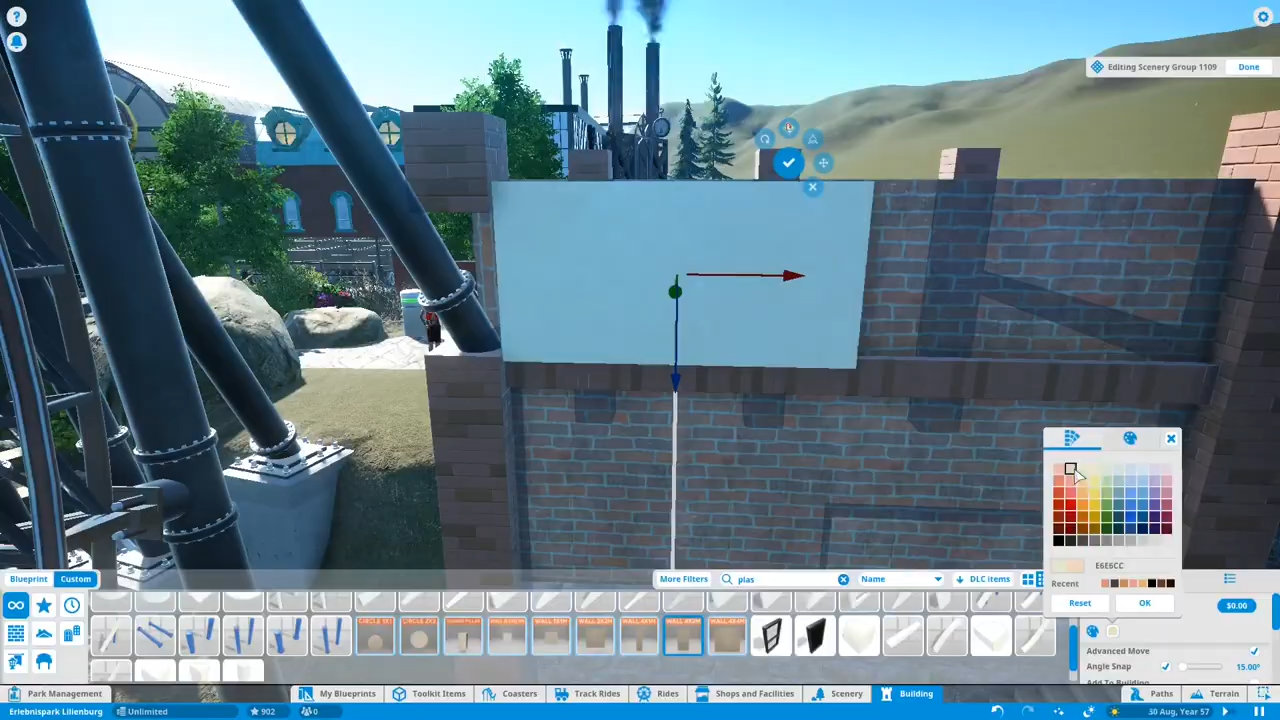 Editing Scenery Group 1109
Done
E6E6CC
Recent
Reset
OK
Blueprint
Custom
More Filters
plas
Name
DLC items
$0.00
Advanced Move
Angle Snap
15.00°
Park Management
My Blueprints
Toolkit Items
Coasters
Track Rides
Rides
Shops and Facilities
Scenery
Building
Paths
Terrain
Erlebnispark Lilienburg
Unlimited
902
0
30 Aug, Year 57